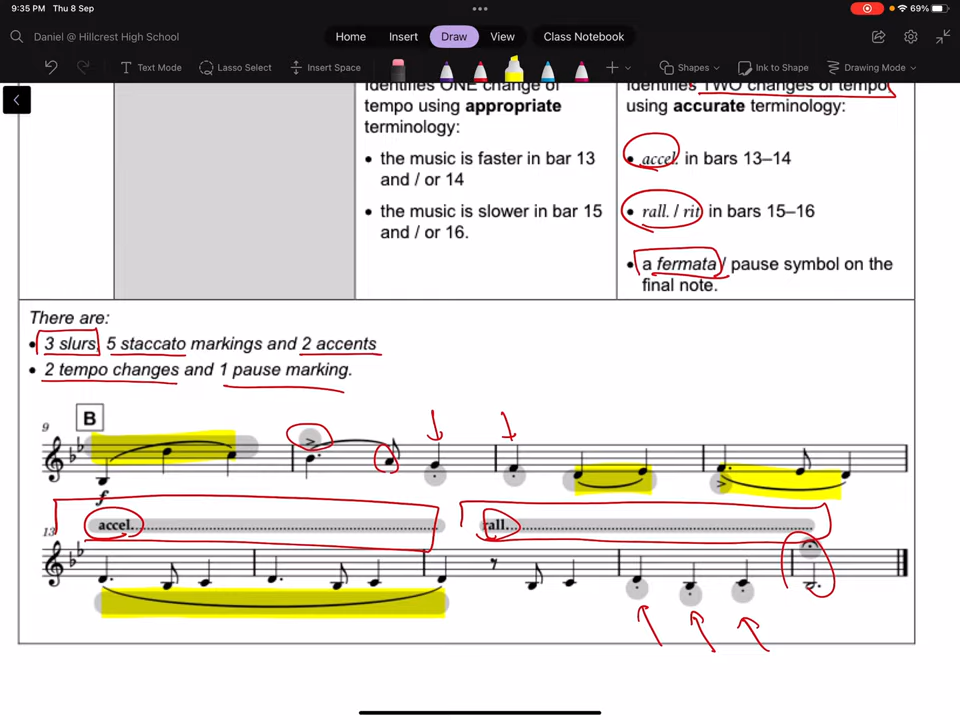 9:35 PM Thu 8 Sep
69%
Daniel @ Hillcrest High School
Home Insert Draw View Class Notebook
Text Mode Lasso Select Insert Space Shapes Ink to Shape Drawing Mode
identifies ONE change of
tempo using appropriate
terminology:
• the music is faster in bar 13
and / or 14
• the music is slower in bar 15
and / or 16.
identifies TWO changes of tempo
using accurate terminology:
• accel. in bars 13–14
• rall. / rit in bars 15–16
• a fermata / pause symbol on the
final note.
There are:
• 3 slurs, 5 staccato markings and 2 accents
• 2 tempo changes and 1 pause marking.
B
9
f
accel. rall.
13